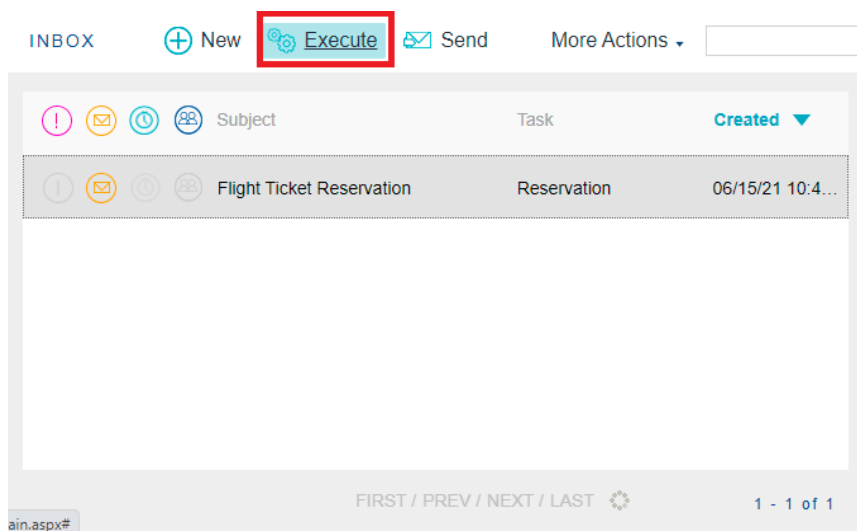 INBOX New Execute Send More Actions
Subject Task Created
Flight Ticket Reservation Reservation 06/15/21 10:4...
FIRST / PREV / NEXT / LAST 1 - 1 of 1
ain.aspx#